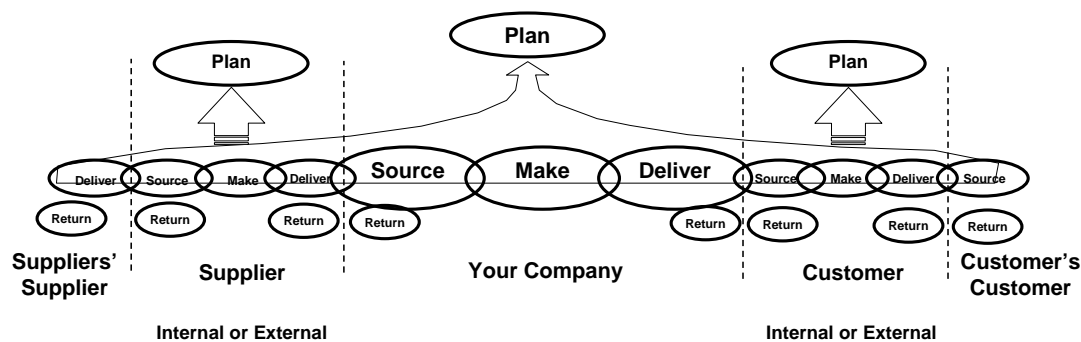 Plan
Plan
Plan
Deliver
Source
Make
Deliver
Source
Make
Deliver
Source
Make
Deliver
Source
Return
Return
Return
Return
Return
Return
Return
Return
Suppliers’
Supplier
Supplier
Your Company
Customer
Customer’s
Customer
Internal or External
Internal or External